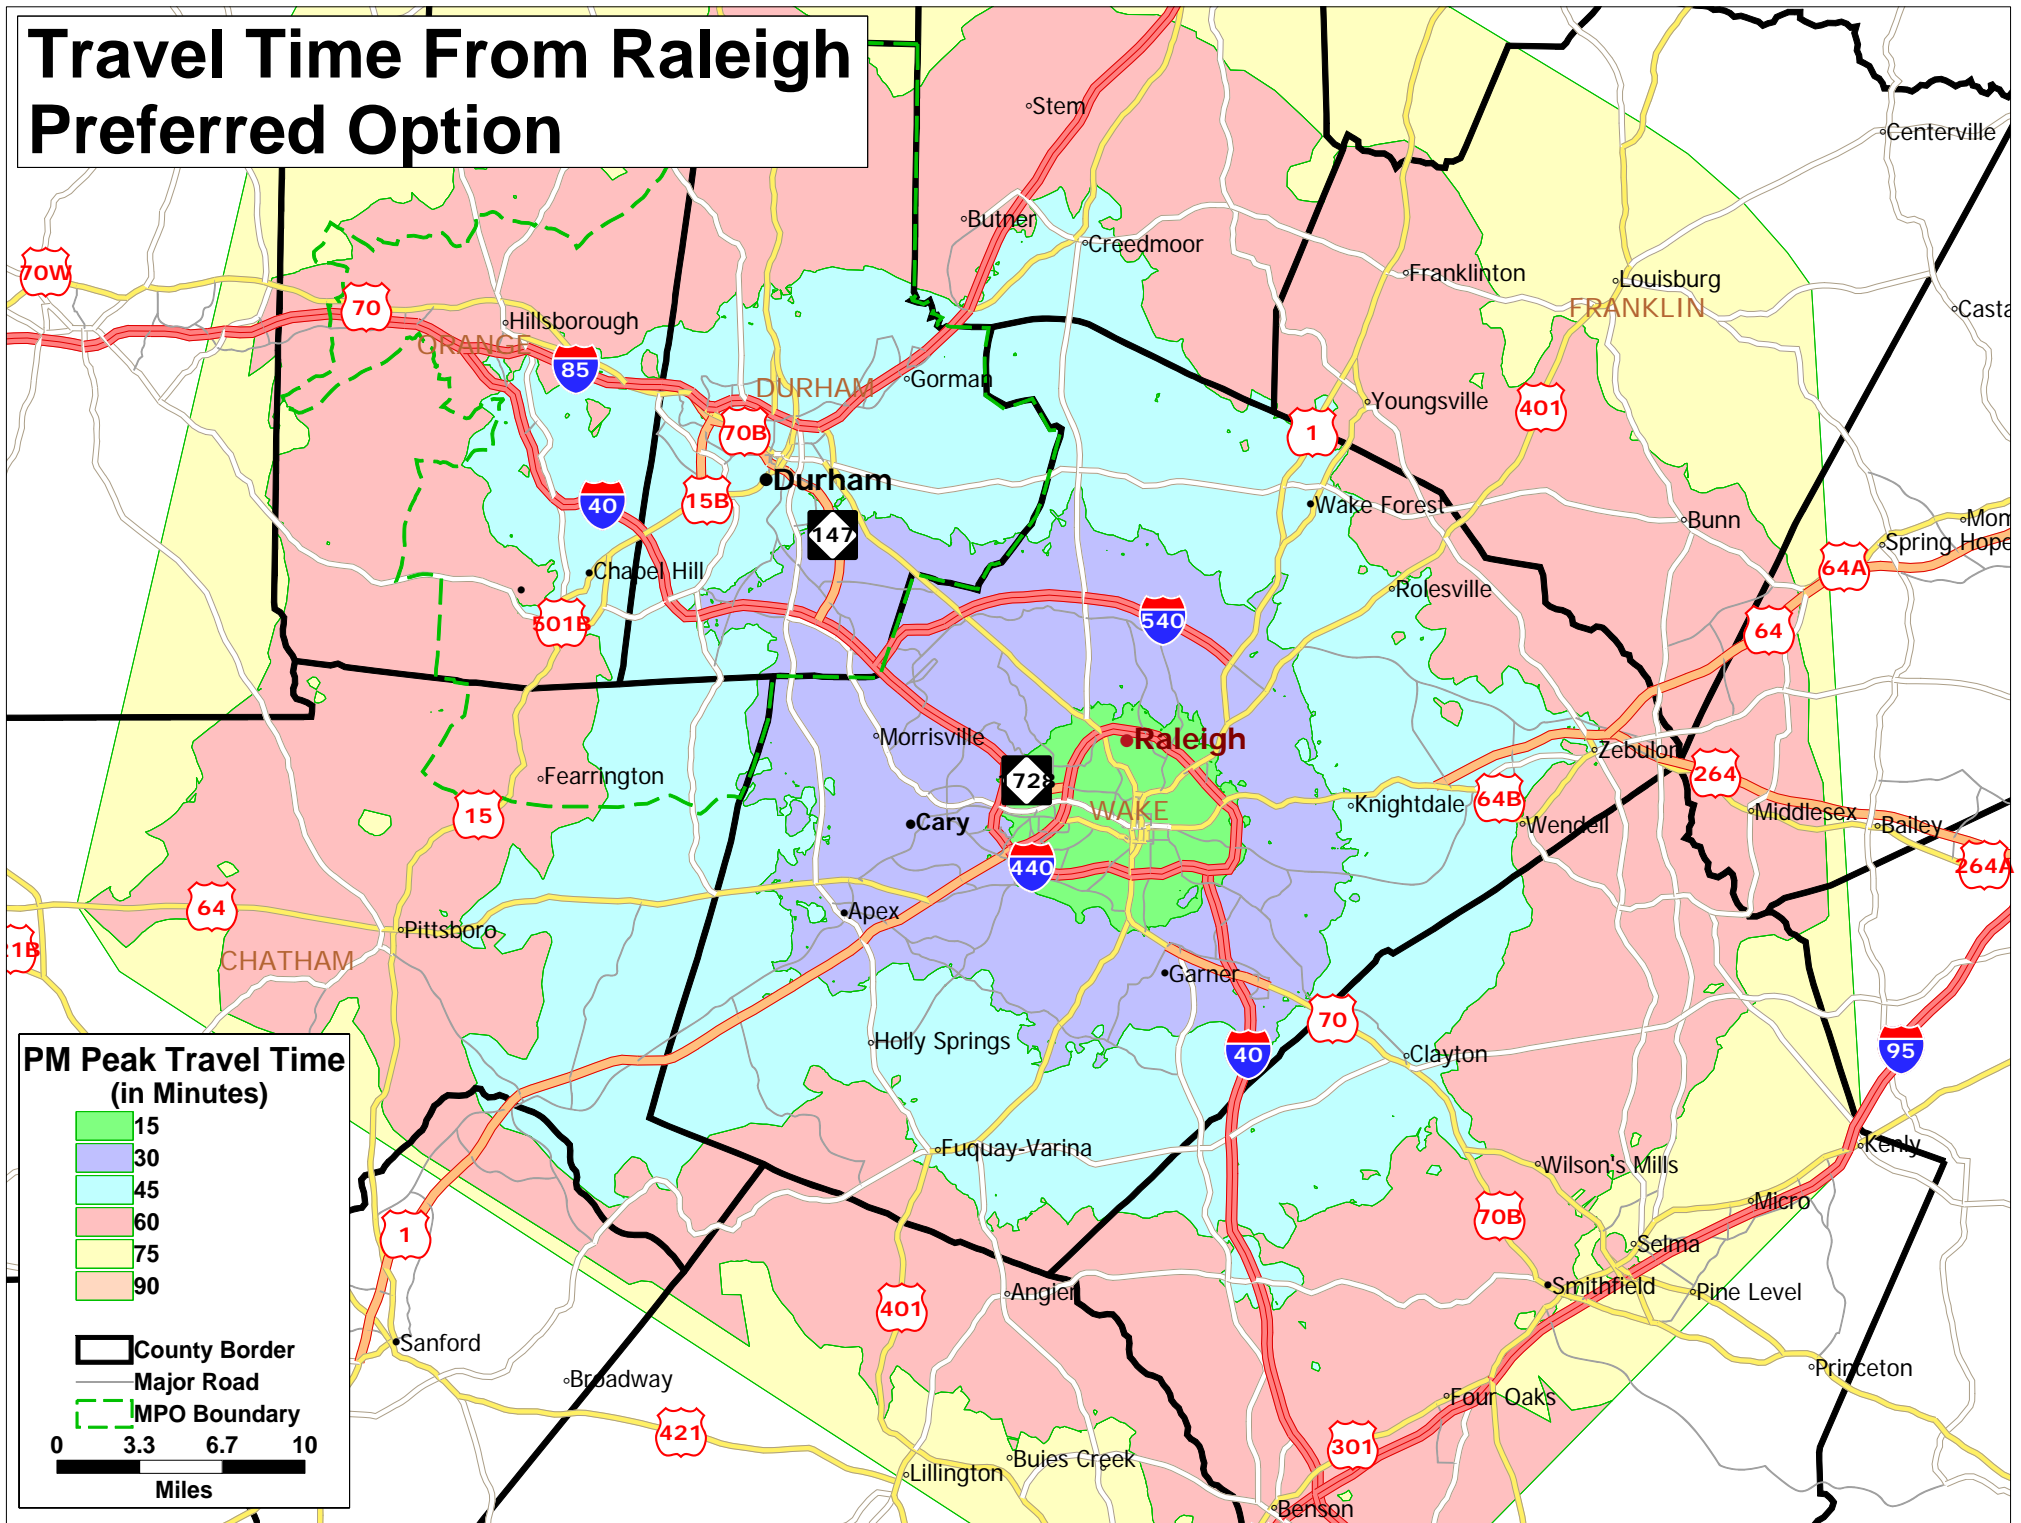 Travel Time From Raleigh
Preferred Option
Stem
Centerville
Butner
Creedmoor
70W
Franklinton
Louisburg
FRANKLIN
70
Hillsborough
ORANGE
85
DURHAM
Gorman
Youngsville
401
1
70B
Durham
40
15B
Wake Forest
Bunn
147
Spring Hope
64A
Chapel Hill
Rolesville
501B
540
64
Morrisville
Raleigh
Zebulon
Fearrington
728
264
15
WAKE
Knightdale
64B
Cary
Wendell
Middlesex
Bailey
440
264A
64
Apex
Pittsboro
21B
CHATHAM
Garner
70
Holly Springs
40
Clayton
95
PM Peak Travel Time
(in Minutes)
15
30
45
60
75
90
County Border
Major Road
MPO Boundary
0 3.3 6.7 10
Miles
Fuquay-Varina
Kenly
Wilson's Mills
Micro
70B
1
Selma
Smithfield
Pine Level
Angier
401
Sanford
Broadway
Princeton
Four Oaks
421
301
Buies Creek
Lillington
Benson